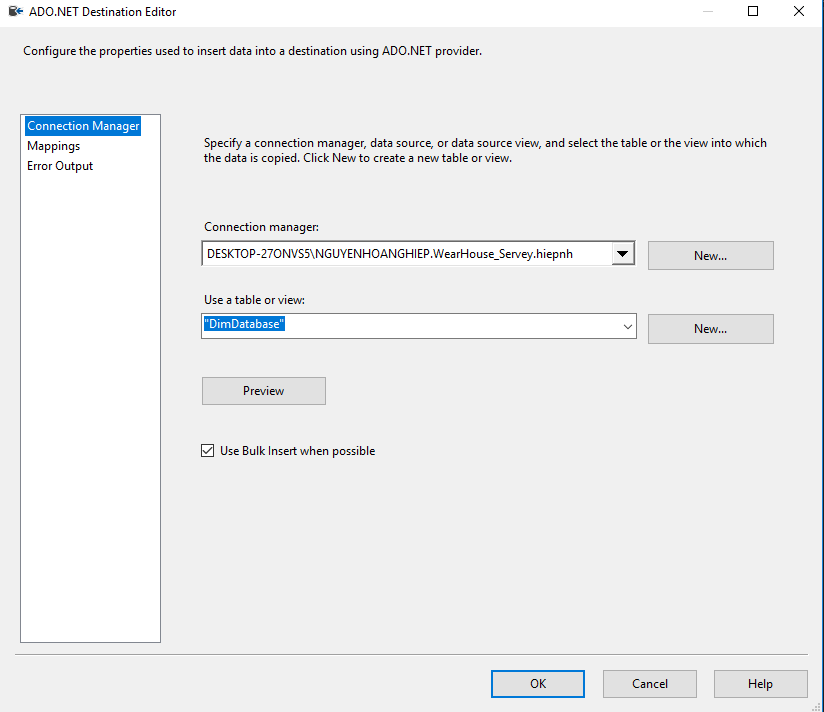 ADO.NET Destination Editor
Configure the properties used to insert data into a destination using ADO.NET provider.
Connection Manager
Mappings
Error Output
Specify a connection manager, data source, or data source view, and select the table or the view into which
the data is copied. Click New to create a new table or view.
Connection manager:
DESKTOP-27ONVS5\NGUYENHOANGHIEP.WearHouse_Servey.hiepnh
New...
Use a table or view:
"DimDatabase"
New...
Preview
Use Bulk Insert when possible
OK
Cancel
Help